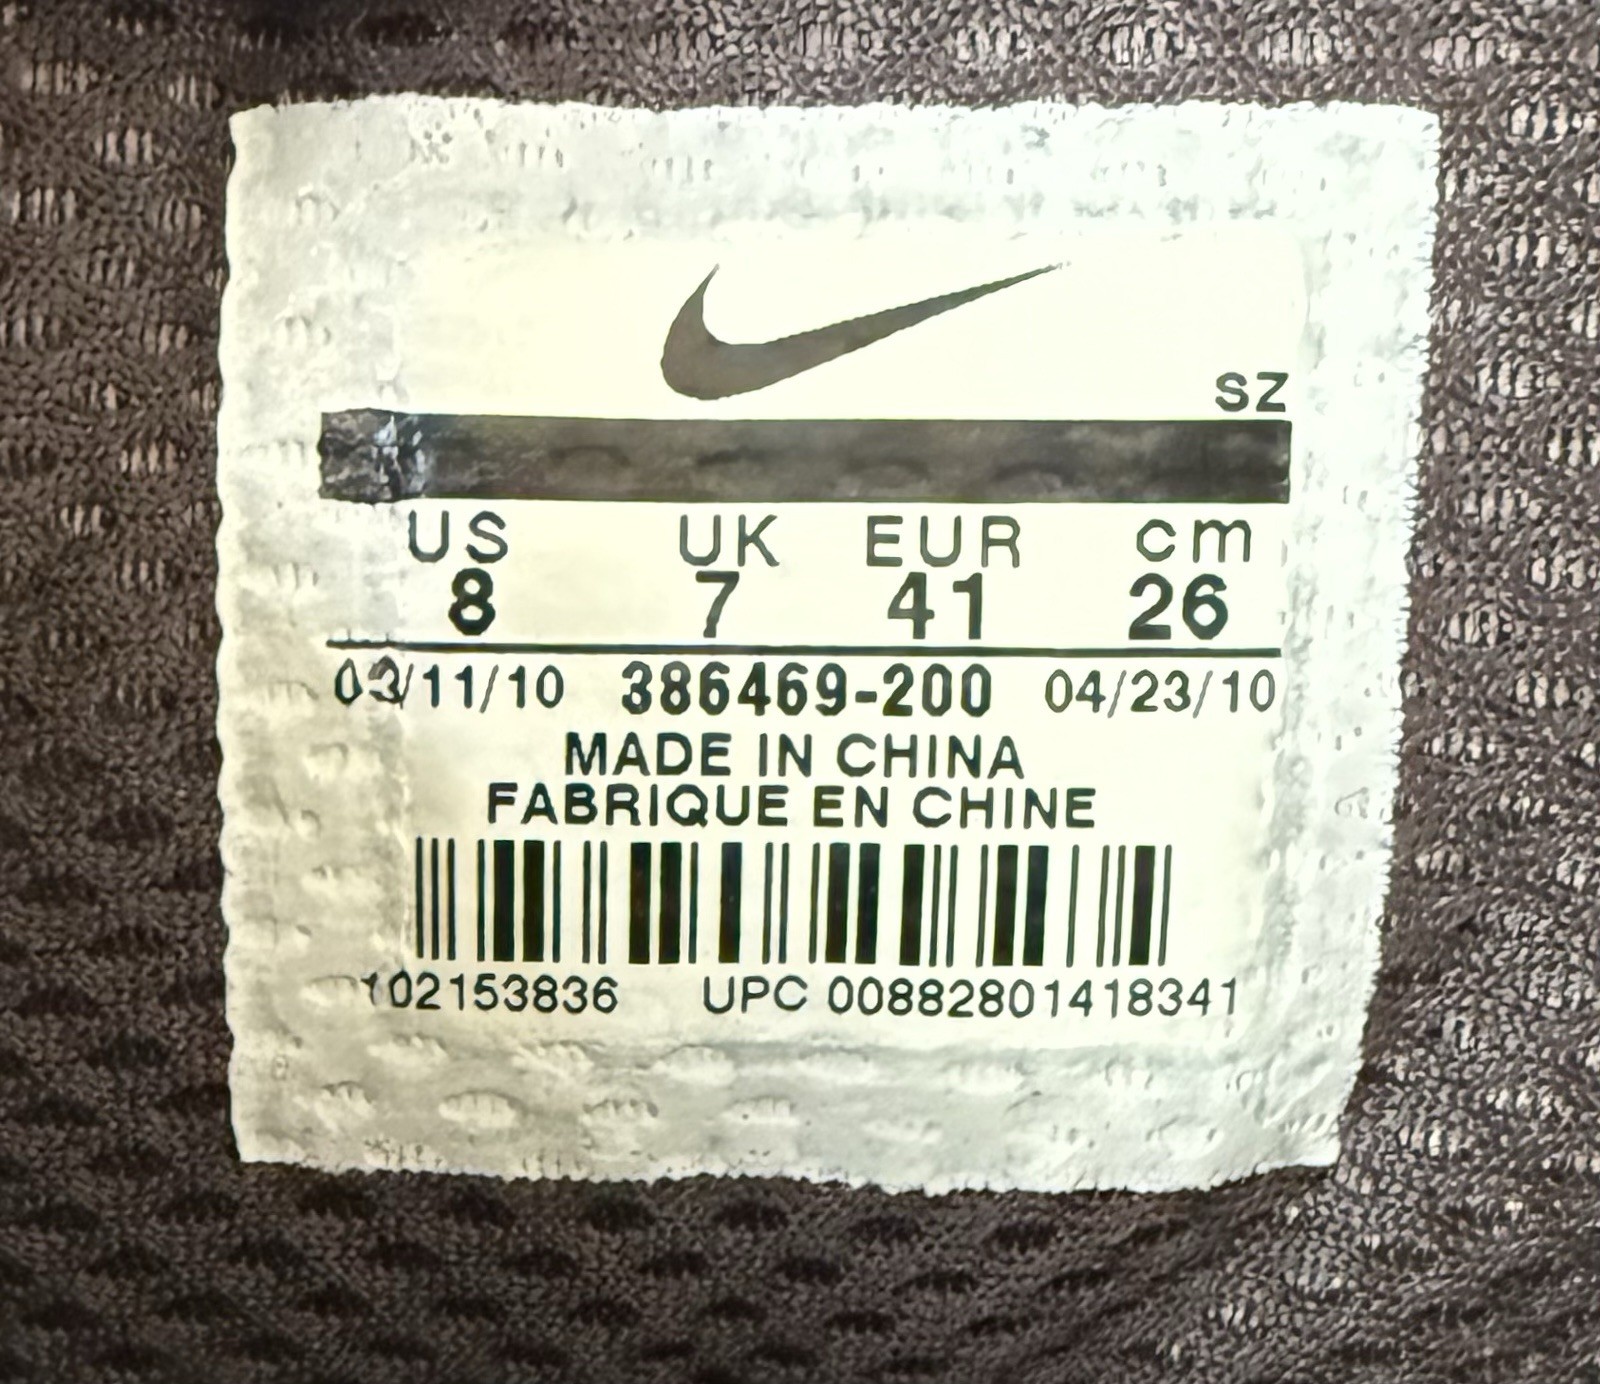 SZ
US UK EUR cm
8 7 41 26
03/11/10 386469-200 04/23/10
MADE IN CHINA
FABRIQUE EN CHINE
102153836 UPC 00882801418341